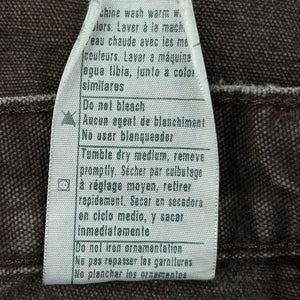 chine wash warm w
olors. Laver à la mach
l'eau chaude avec les m
couleurs. Lavar a máquina
agua tibia, junto a color
similares
Do not bleach
Aucun agent de blanchiment
No usar blanqueador
Tumble dry medium, remove
promptly. Sécher par culbutage
à réglage moyen, retirer
rapidement. Secar en secadora
en ciclo medio, y sacar
inmediatamente
Do not iron ornamentation
Ne pas repasser les garnitures
No planchar los ornamentos